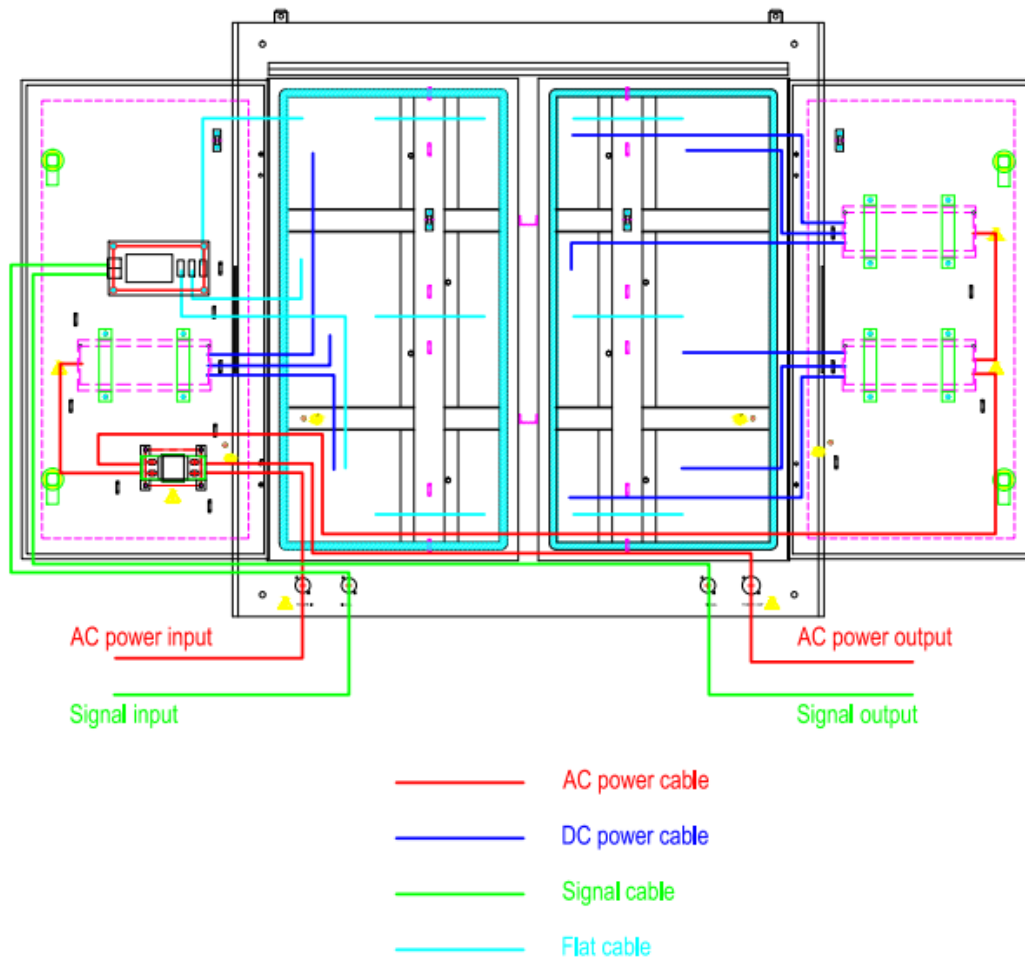 AC power input
AC power output
Signal input
Signal output
AC power cable
DC power cable
Signal cable
Flat cable